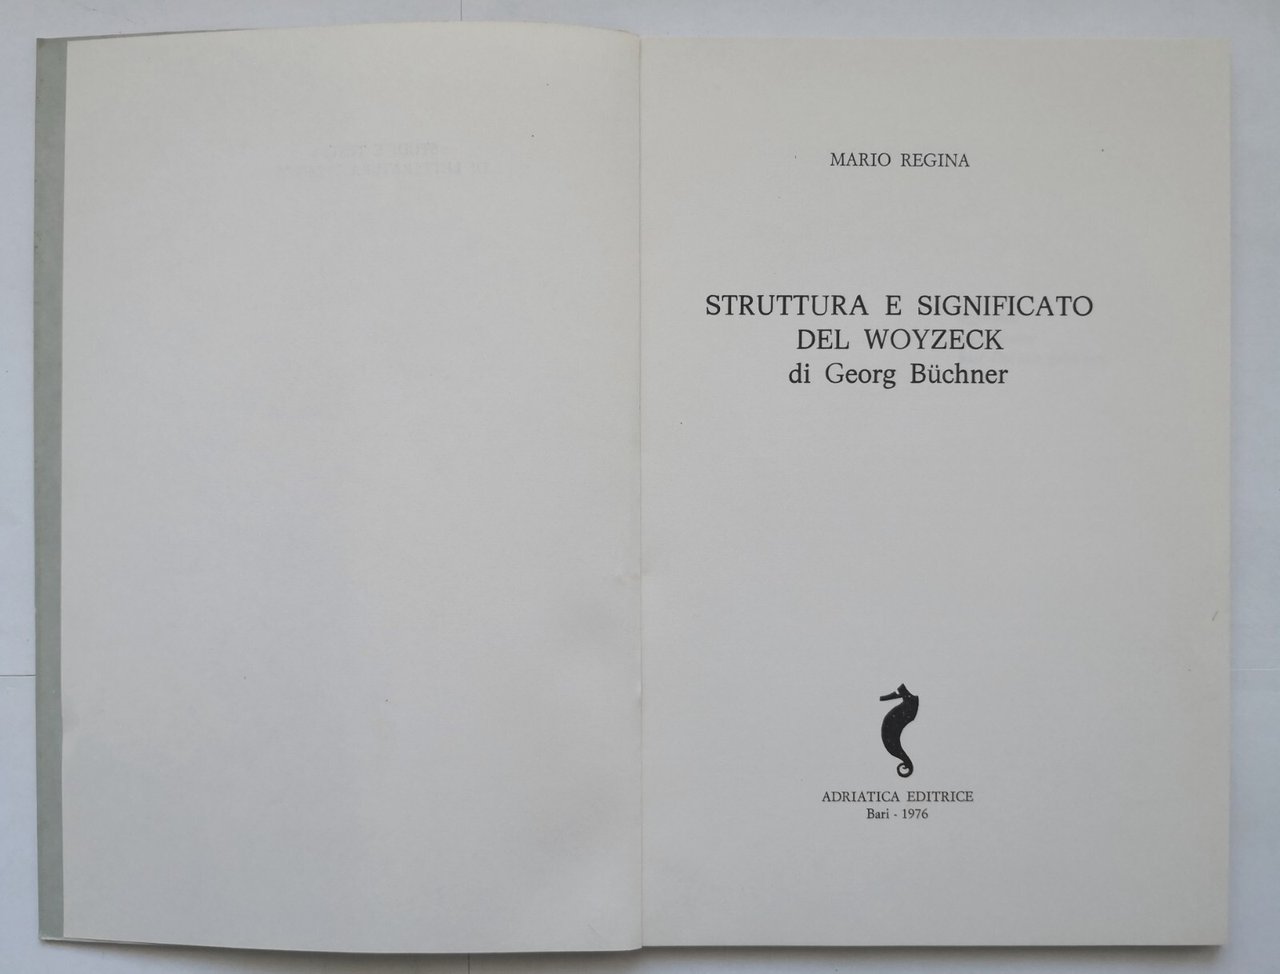 MARIO REGINA
STRUTTURA E SIGNIFICATO
DEL WOYZECK
di Georg Büchner
ADRIATICA EDITRICE
Bari - 1976